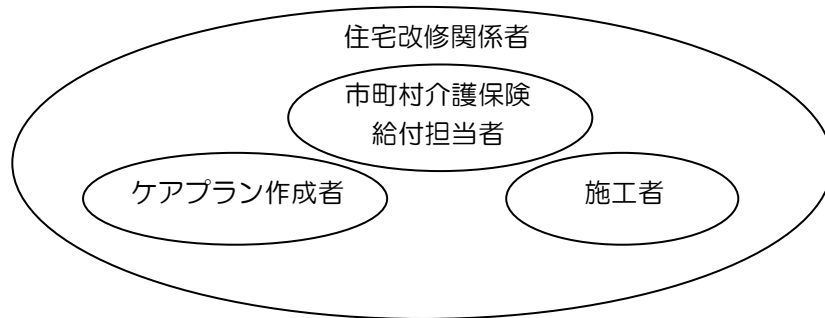 住宅改修関係者
市町村介護保険
給付担当者
ケアプラン作成者
施工者